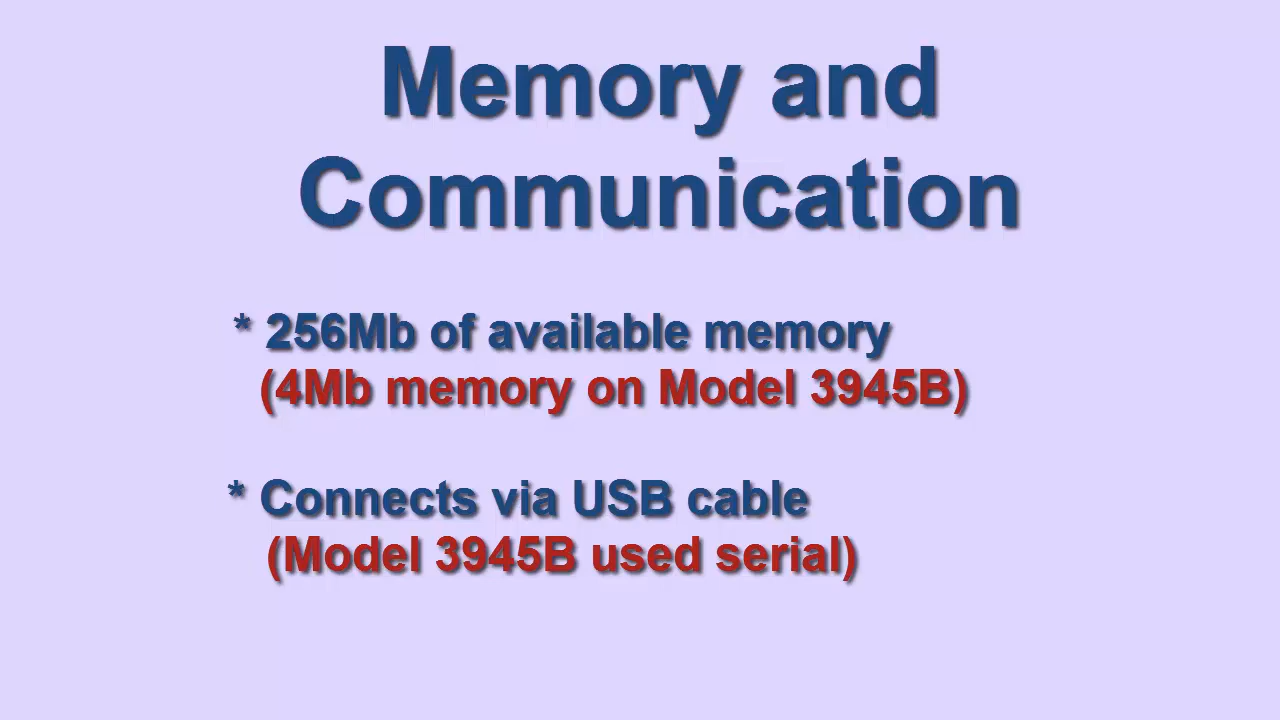 Memory and
Communication
* 256Mb of available memory
(4Mb memory on Model 3945B)
* Connects via USB cable
(Model 3945B used serial)